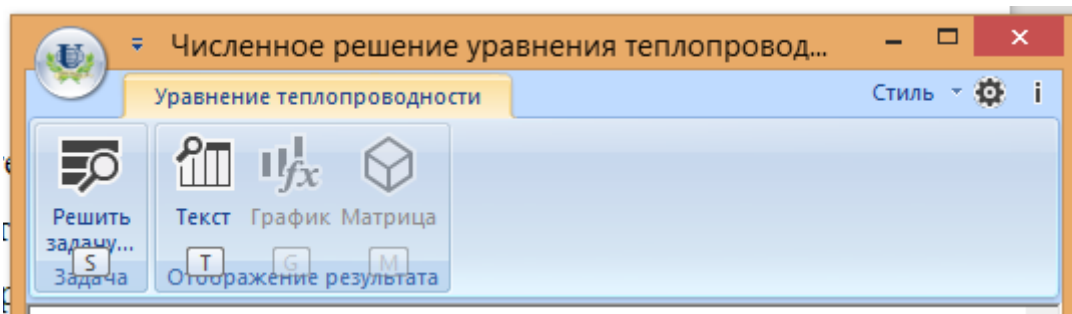 Численное решение уравнения теплопровод...
Уравнение теплопроводности
Стиль
Решить
задачу...
Текст
График
Матрица
S
T
G
M
Задача
Отображение результата